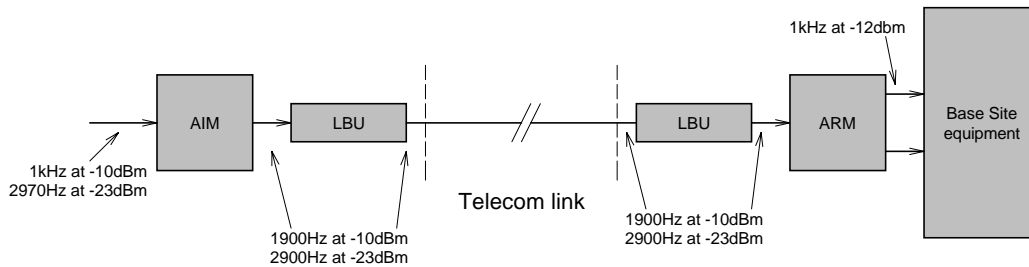 1kHz at -12dbm
AIM
LBU
LBU
ARM
Base Site
equipment
1kHz at -10dBm
2970Hz at -23dBm
Telecom link
1900Hz at -10dBm
2900Hz at -23dBm
1900Hz at -10dBm
2900Hz at -23dBm